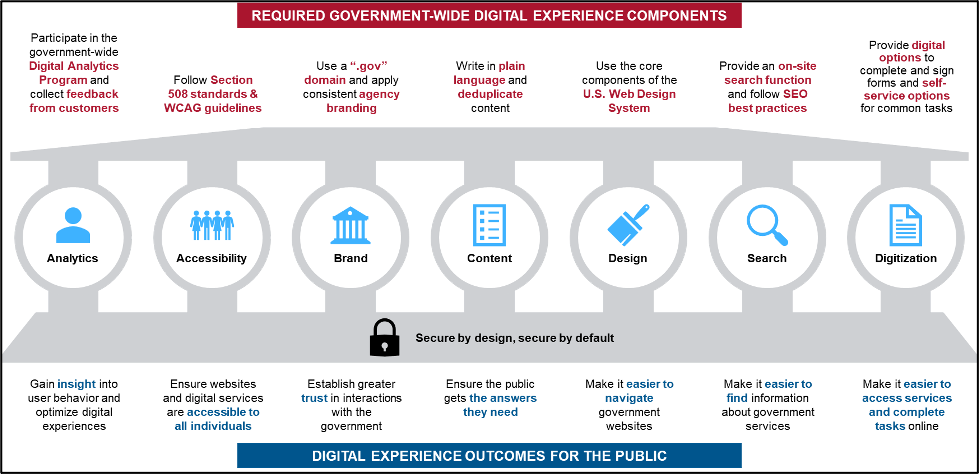 REQUIRED GOVERNMENT-WIDE DIGITAL EXPERIENCE COMPONENTS
Participate in the
government-wide
Digital Analytics
Program and
collect feedback
from customers
Follow Section
508 standards &
WCAG guidelines
Use a “.gov”
domain and apply
consistent agency
branding
Write in plain
language and
deduplicate
content
Use the core
components of the
U.S. Web Design
System
Provide an on-site
search function
and follow SEO
best practices
Provide digital
options to
complete and sign
forms and self-
service options
for common tasks
Analytics
Accessibility
Brand
Content
Design
Search
Digitization
Secure by design, secure by default
Gain insight into
user behavior and
optimize digital
experiences
Ensure websites
and digital services
are accessible to
all individuals
Establish greater
trust in interactions
with the
government
Ensure the public
gets the answers
they need
Make it easier to
navigate
government
websites
Make it easier to
find information
about government
services
Make it easier to
access services
and complete
tasks online
DIGITAL EXPERIENCE OUTCOMES FOR THE PUBLIC